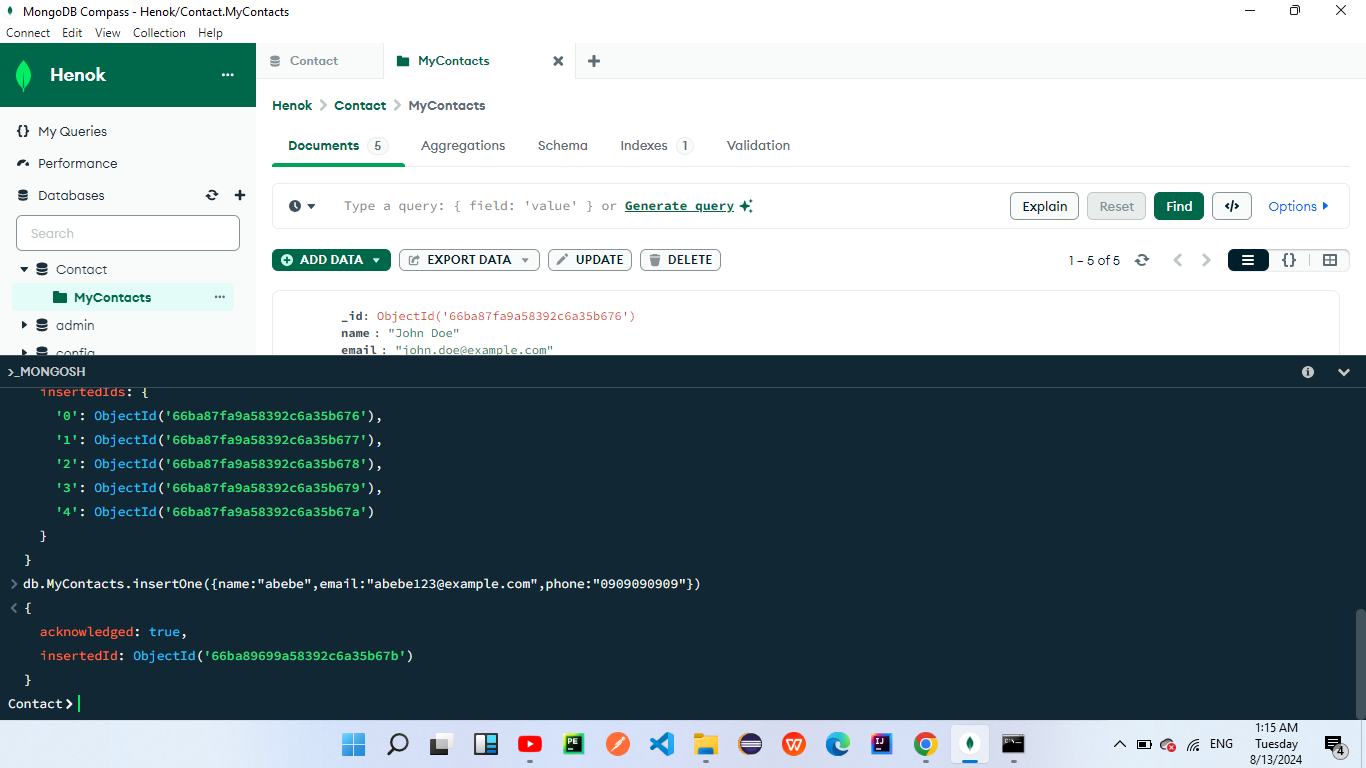 MongoDB Compass - Henok/Contact.MyContacts
Connect Edit View Collection Help
Henok ...
Contact
MyContacts
Henok > Contact > MyContacts
{} My Queries
Performance
Databases
Search
Contact
MyContacts ...
admin
config
Documents 5 Aggregations Schema Indexes 1 Validation
Type a query: { field: 'value' } or Generate query
Explain Reset Find </> Options
ADD DATA EXPORT DATA UPDATE DELETE
1 – 5 of 5 {}
_id: ObjectId('66ba87fa9a58392c6a35b676')
name : "John Doe"
email : "john.doe@example.com"
>_MONGOSH
insertedIds: {
'0': ObjectId('66ba87fa9a58392c6a35b676'),
'1': ObjectId('66ba87fa9a58392c6a35b677'),
'2': ObjectId('66ba87fa9a58392c6a35b678'),
'3': ObjectId('66ba87fa9a58392c6a35b679'),
'4': ObjectId('66ba87fa9a58392c6a35b67a')
}
}
> db.MyContacts.insertOne({name:"abebe",email:"abebe123@example.com",phone:"0909090909"})
< {
acknowledged: true,
insertedId: ObjectId('66ba89699a58392c6a35b67b')
}
Contact>
PE
IJ
ENG
1:15 AM
Tuesday
8/13/2024
4